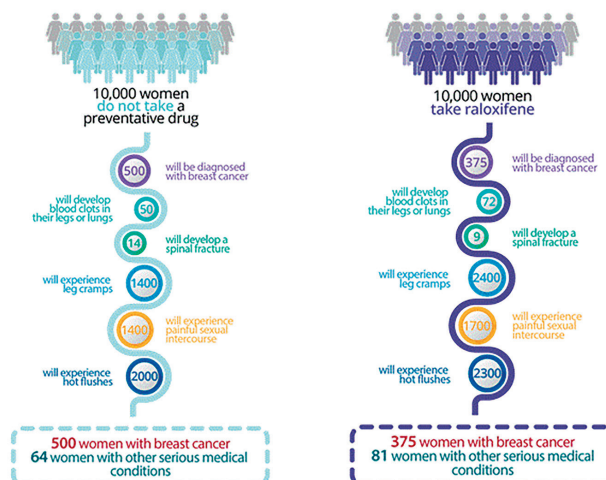 10,000 women
do not take a
preventative drug
500
will be diagnosed
with breast cancer
will develop
blood clots in
their legs or lungs
50
14
will develop a
spinal fracture
will experience
leg cramps
1400
1400
will experience
painful sexual
intercourse
will experience
hot flushes
2000
500 women with breast cancer
64 women with other serious medical
conditions
10,000 women
take raloxifene
375
will be diagnosed
with breast cancer
will develop
blood clots in
their legs or lungs
72
9
will develop a
spinal fracture
will experience
leg cramps
2400
1700
will experience
painful sexual
intercourse
will experience
hot flushes
2300
375 women with breast cancer
81 women with other serious medical
conditions